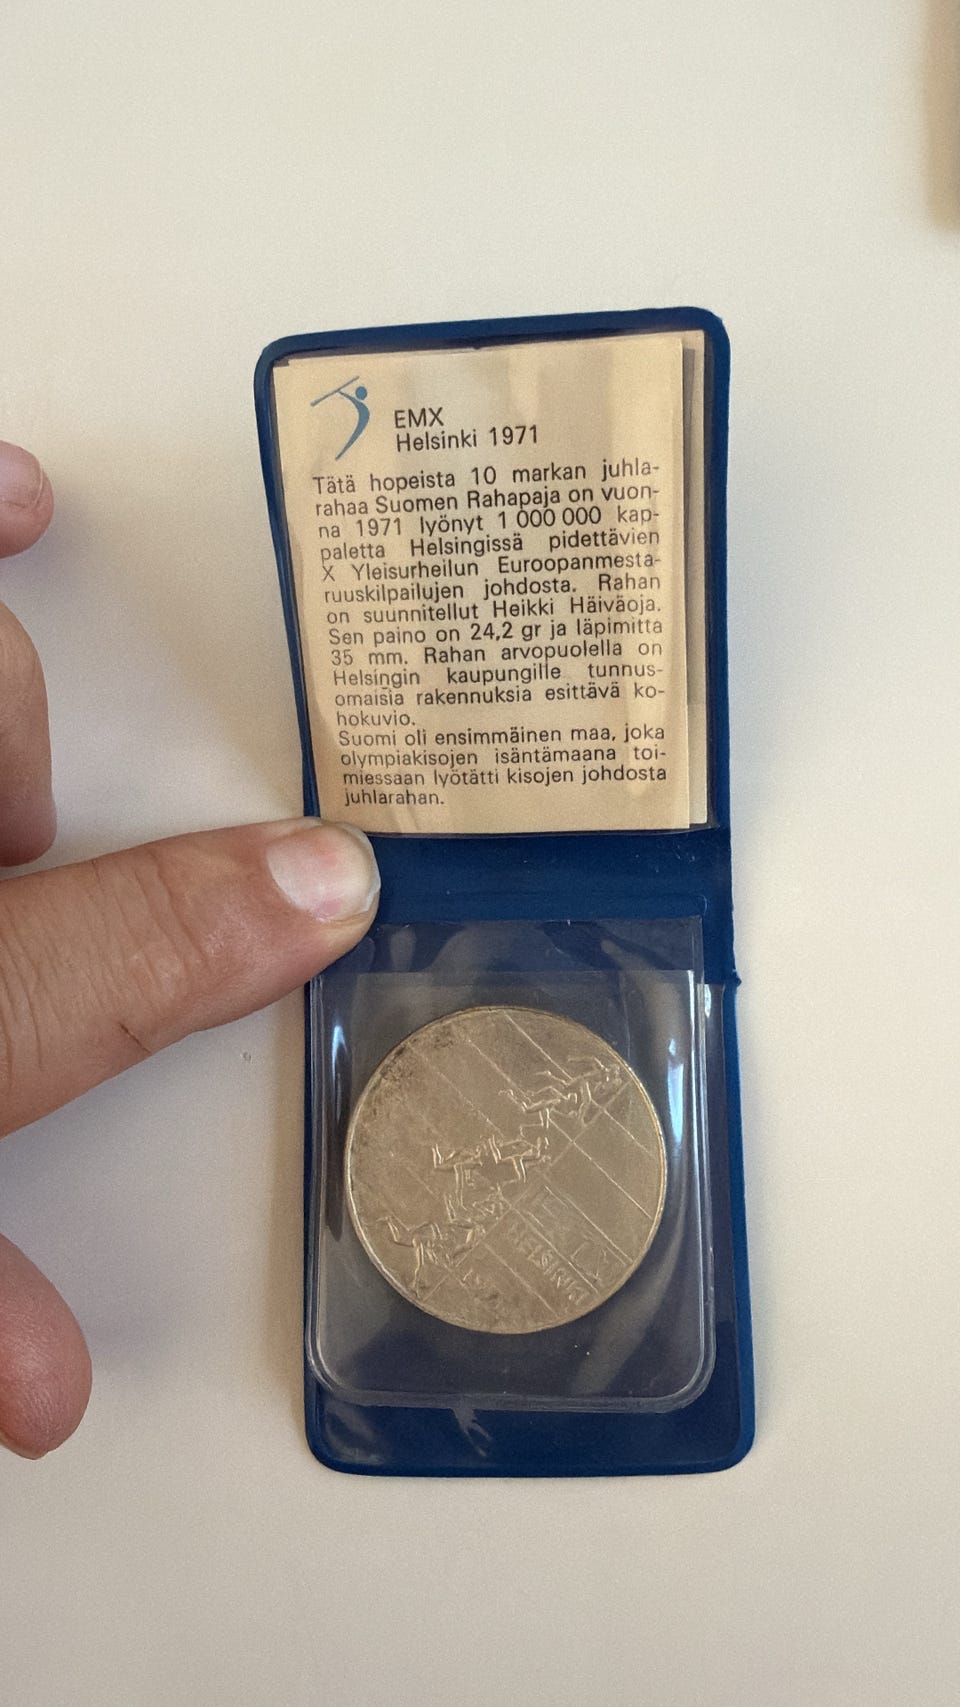 EMX
Helsinki 1971
Tätä hopeista 10 markan juhla-
rahaa Suomen Rahapaja on vuon-
na 1971 lyönyt 1 000 000 kap-
paletta Helsingissä pidettävien
X Yleisurheilun Euroopanmesta-
ruuskilpailujen johdosta. Rahan
on suunnitellut Heikki Häiväoja.
Sen paino on 24,2 gr ja läpimitta
35 mm. Rahan arvopuolella on
Helsingin kaupungille tunnus-
omaisia rakennuksia esittävä ko-
hokuvio.
Suomi oli ensimmäinen maa, joka
olympiakisojen isäntämaana toi-
miessaan lyötätti kisojen johdosta
juhlarahan.
HELSINKI